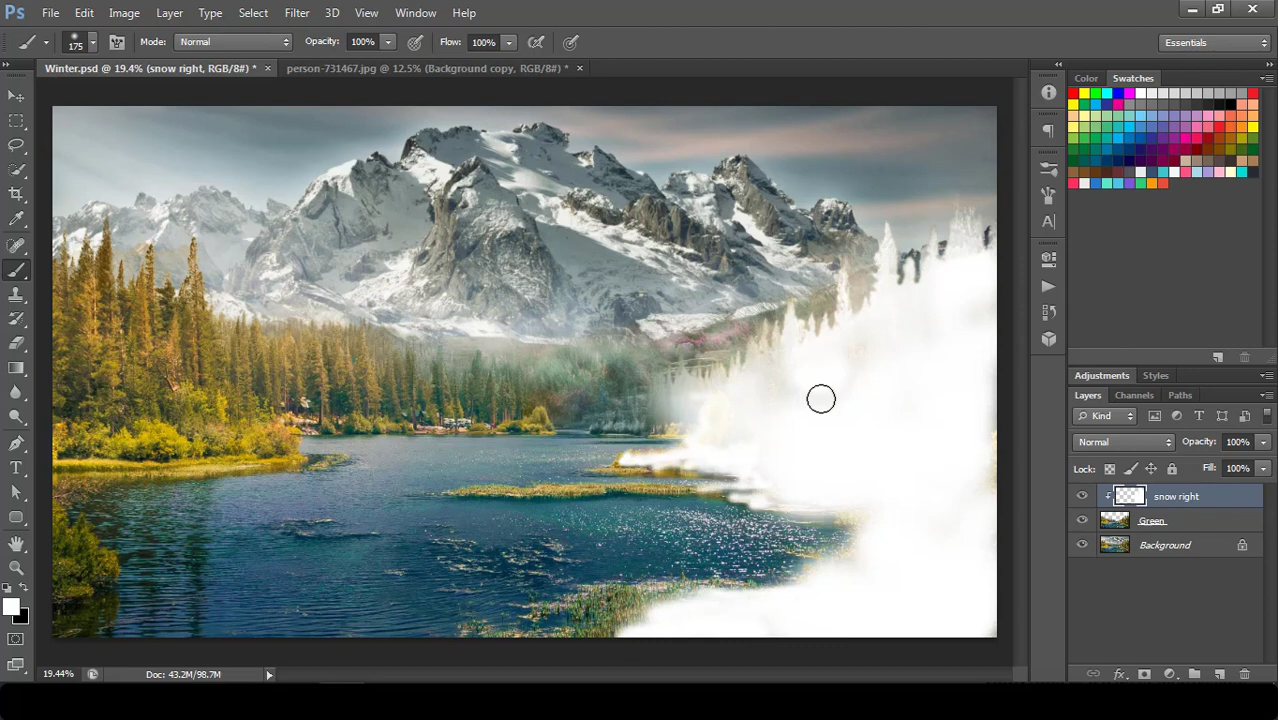 Ps File Edit Image Layer Type Select Filter 3D View Window Help
175 Mode: Normal Opacity: 100% Flow: 100% Essentials
Winter.psd @ 19.4% (snow right, RGB/8#) * × person-731467.jpg @ 12.5% (Background copy, RGB/8#) * ×
Color Swatches
Adjustments Styles
Layers Channels Paths
Kind
Normal Opacity: 100%
Lock: Fill: 100%
snow right
Green
Background
19.44% Doc: 43.2M/98.7M